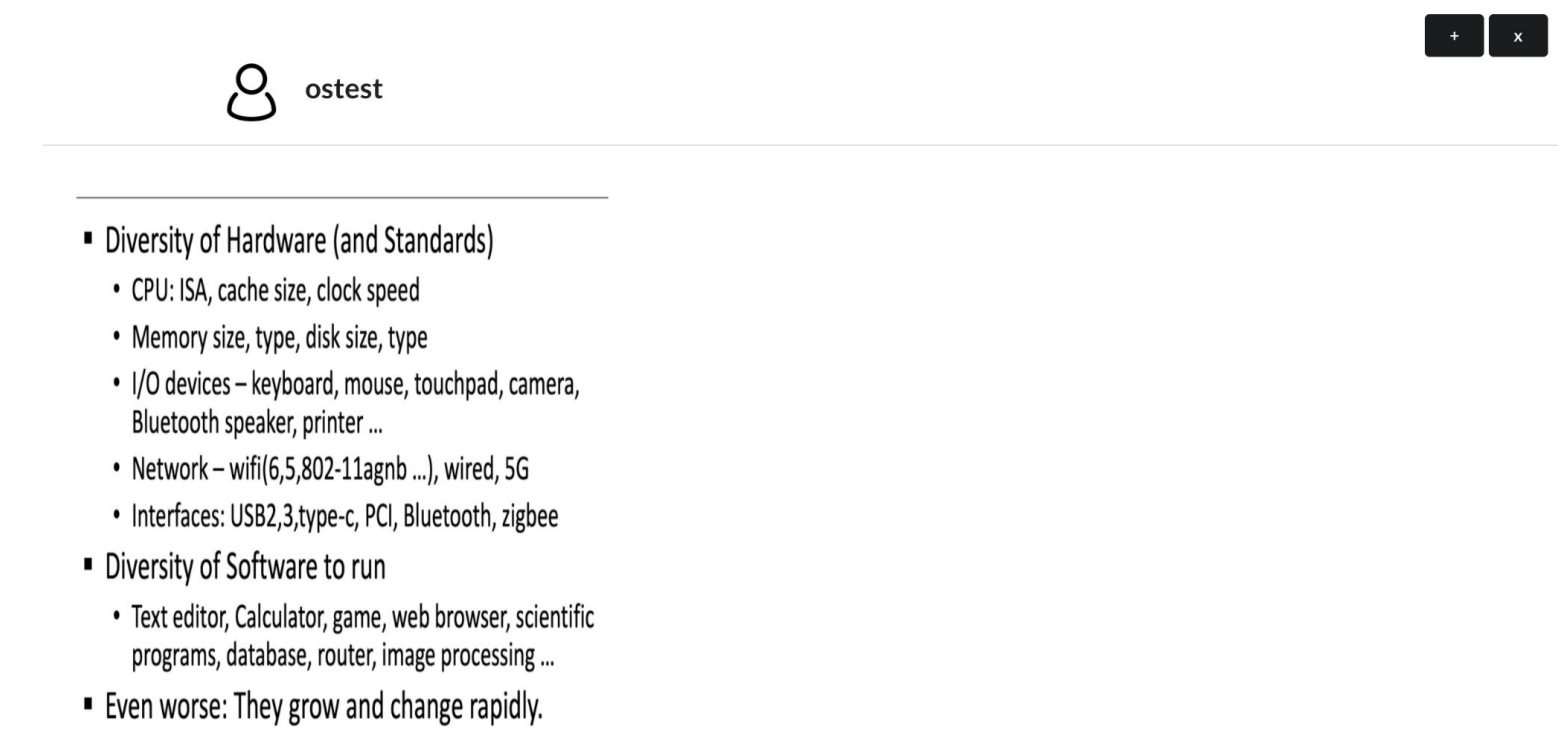 + x
ostest
▪ Diversity of Hardware (and Standards)
• CPU: ISA, cache size, clock speed
• Memory size, type, disk size, type
• I/O devices – keyboard, mouse, touchpad, camera,
Bluetooth speaker, printer ...
• Network – wifi(6,5,802-11agnb ...), wired, 5G
• Interfaces: USB2,3,type-c, PCI, Bluetooth, zigbee
▪ Diversity of Software to run
• Text editor, Calculator, game, web browser, scientific
programs, database, router, image processing ...
▪ Even worse: They grow and change rapidly.